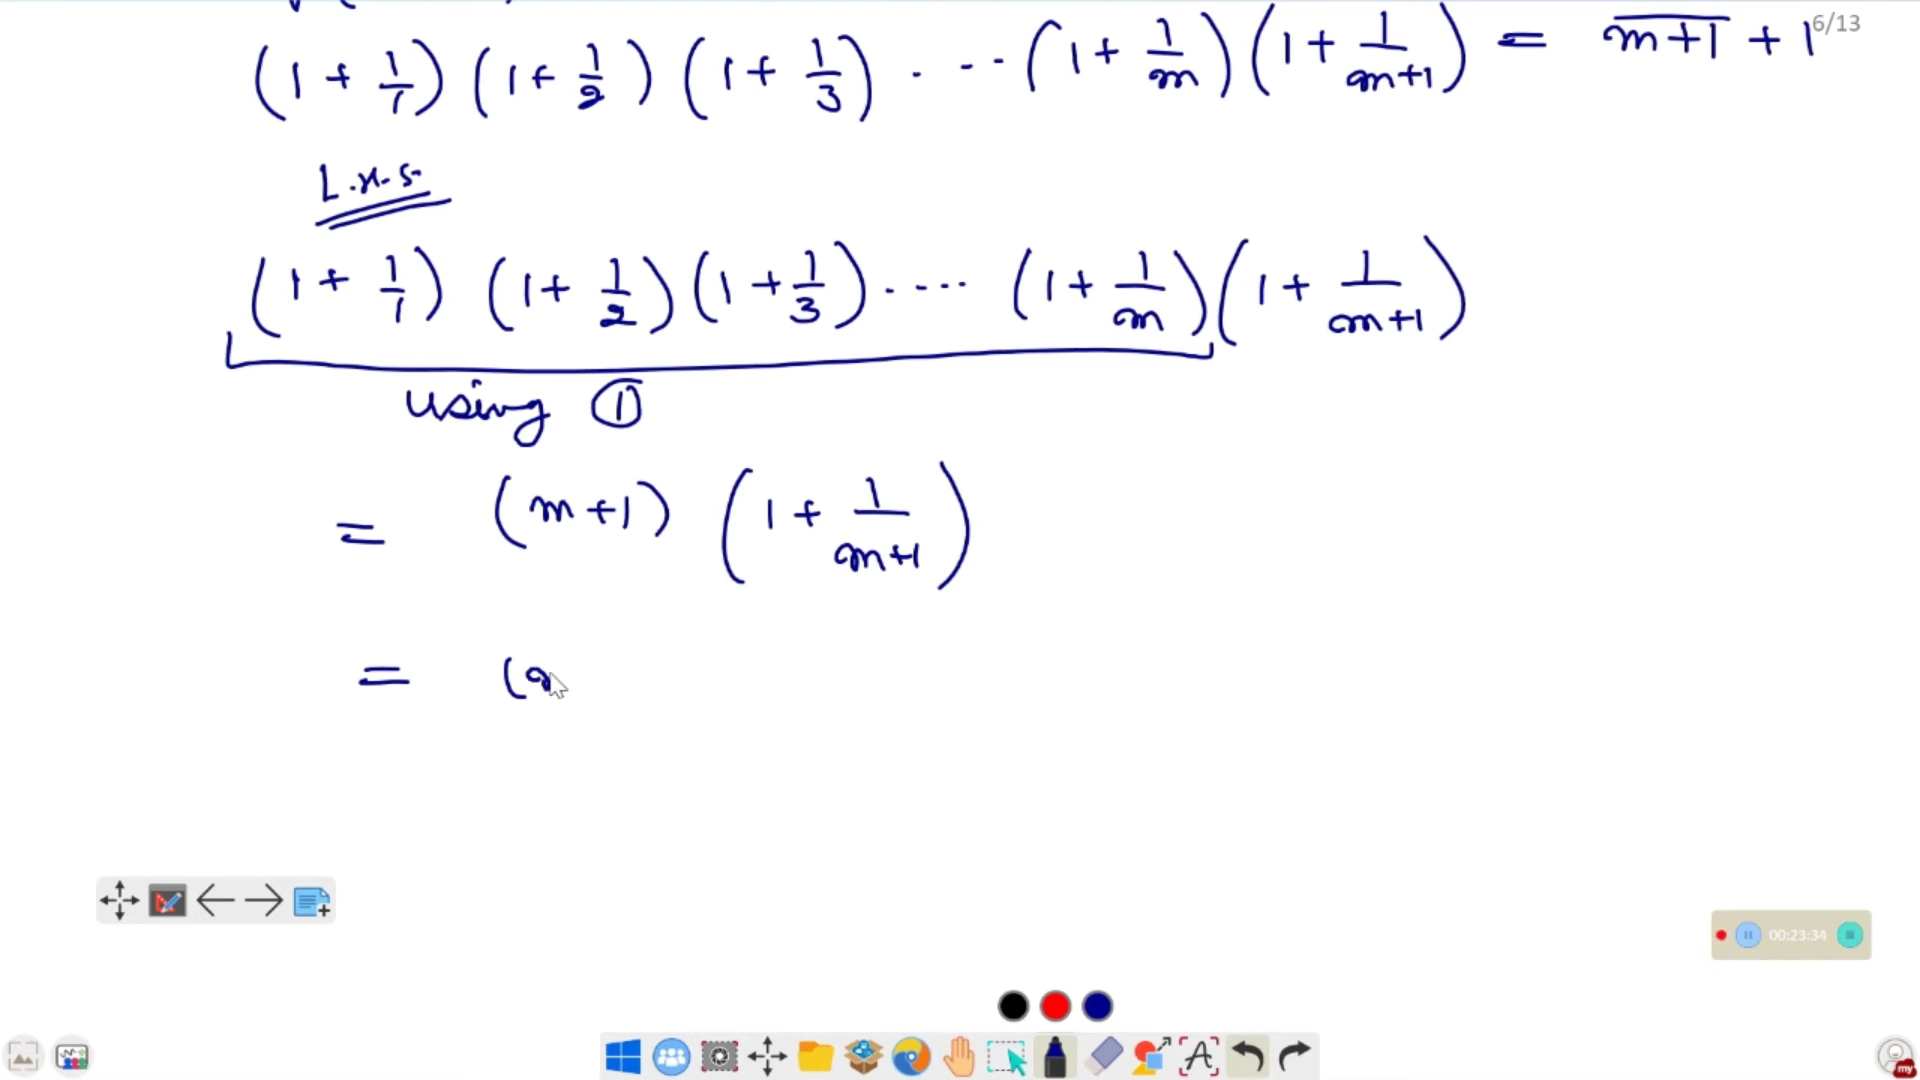 (1 + 1/1) (1 + 1/2) (1 + 1/3) . --- (1 + 1/m) (1 + 1/m+1) = m+1 + 1
6/13
L.H.S.
(1 + 1/1) (1 + 1/2) (1 + 1/3) . ---- (1 + 1/m) (1 + 1/m+1)
using ①
= (m+1) (1 + 1/m+1)
= (
00:23:34
A
my